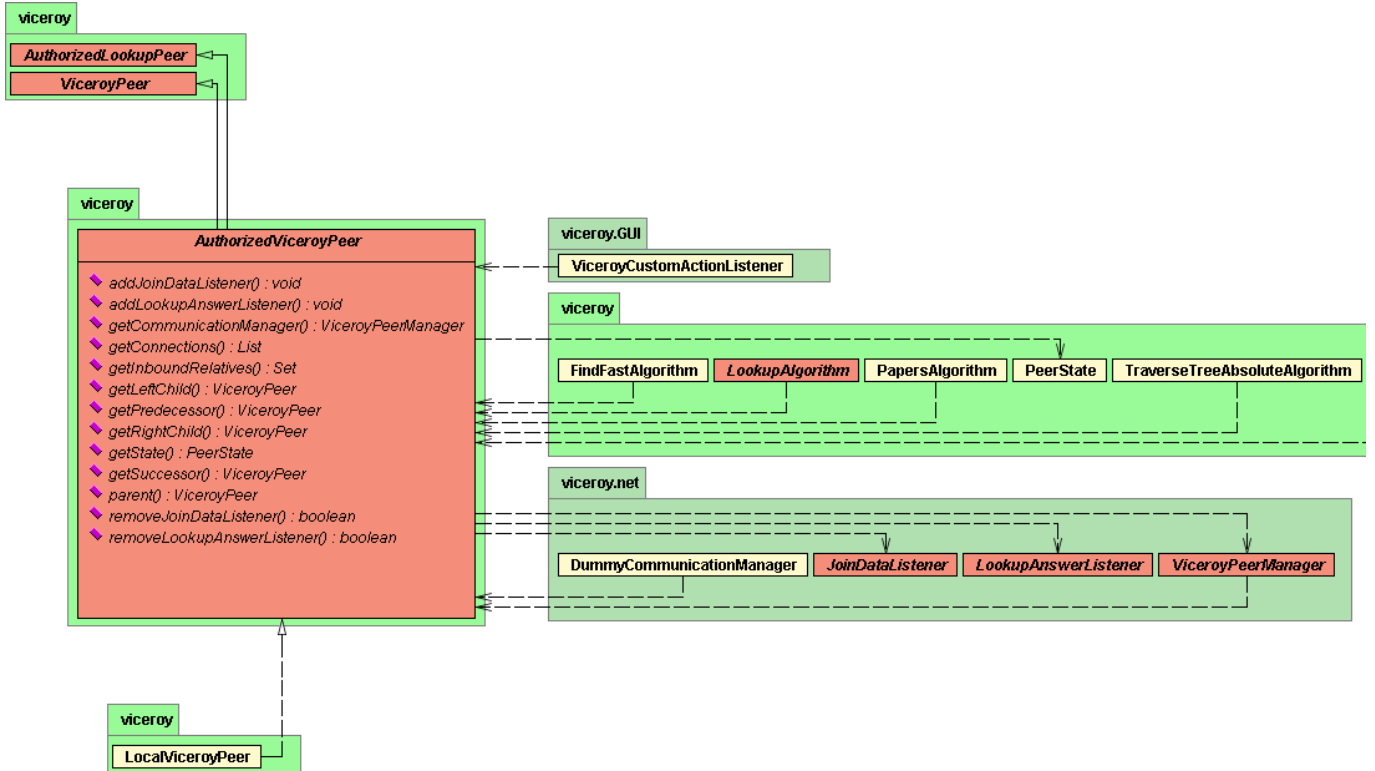 viceroy
AuthorizedLookupPeer
ViceroyPeer
viceroy
AuthorizedViceroyPeer
addJoinDataListener() : void
addLookupAnswerListener() : void
getCommunicationManager() : ViceroyPeerManager
getConnections() : List
getInboundRelatives() : Set
getLeftChild() : ViceroyPeer
getPredecessor() : ViceroyPeer
getRightChild() : ViceroyPeer
getState() : PeerState
getSuccessor() : ViceroyPeer
parent() : ViceroyPeer
removeJoinDataListener() : boolean
removeLookupAnswerListener() : boolean
viceroy.GUI
ViceroyCustomActionListener
viceroy
FindFastAlgorithm LookupAlgorithm PapersAlgorithm PeerState TraverseTreeAbsoluteAlgorithm
viceroy.net
DummyCommunicationManager JoinDataListener LookupAnswerListener ViceroyPeerManager
viceroy
LocalViceroyPeer